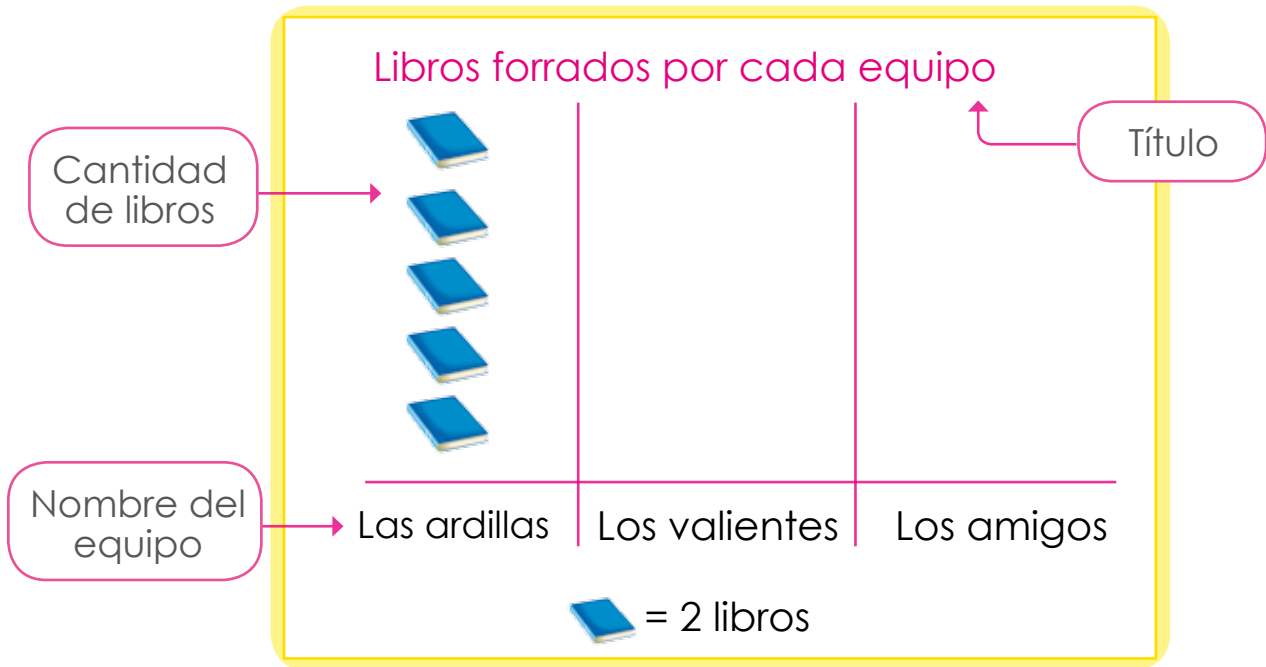 Libros forrados por cada equipo
Título
Cantidad
de libros
Nombre del
equipo
Las ardillas
Los valientes
Los amigos
= 2 libros